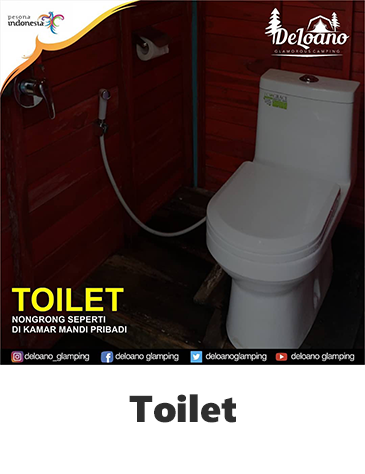 pesona
indonesia
DeLoano
GLAMOROUS CAMPING
TOILET
NONGRONG SEPERTI
DI KAMAR MANDI PRIBADI
deloano_glamping
deloano glamping
deloanoglamping
deloano glamping
Toilet